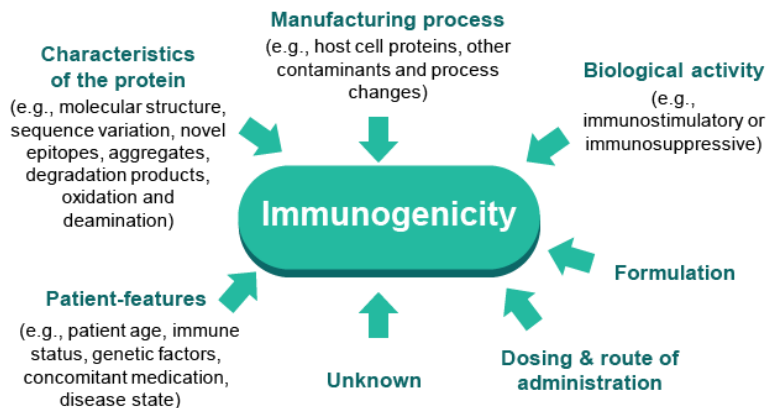 Manufacturing process
(e.g., host cell proteins, other
contaminants and process
changes)
Characteristics
of the protein
(e.g., molecular structure,
sequence variation, novel
epitopes, aggregates,
degradation products,
oxidation and
deamination)
Biological activity
(e.g.,
immunostimulatory or
immunosuppressive)
Immunogenicity
Formulation
Patient-features
(e.g., patient age, immune
status, genetic factors,
concomitant medication,
disease state)
Unknown
Dosing & route of
administration